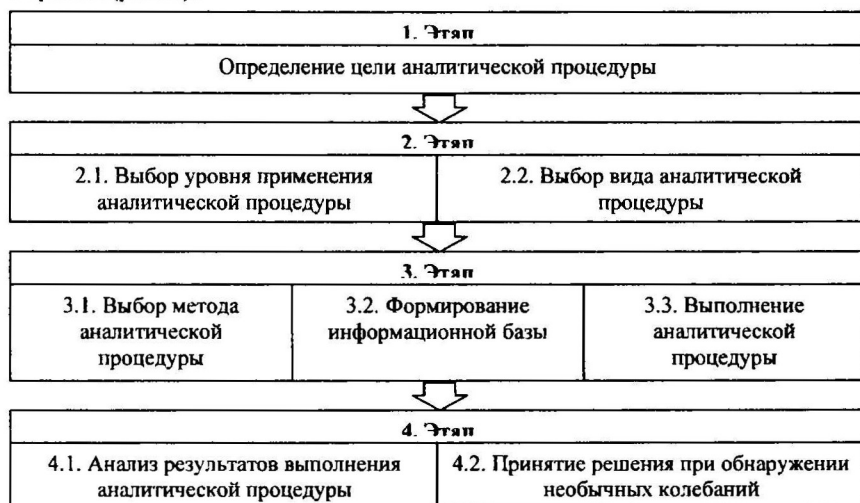 1. Этап
Определение цели аналитической процедуры
2. Этап
2.1. Выбор уровня применения
аналитической процедуры
2.2. Выбор вида аналитической
процедуры
3. Этап
3.1. Выбор метода
аналитической
процедуры
3.2. Формирование
информационной базы
3.3. Выполнение
аналитической
процедуры
4. Этап
4.1. Анализ результатов выполнения
аналитической процедуры
4.2. Принятие решения при обнаружении
необычных колебаний